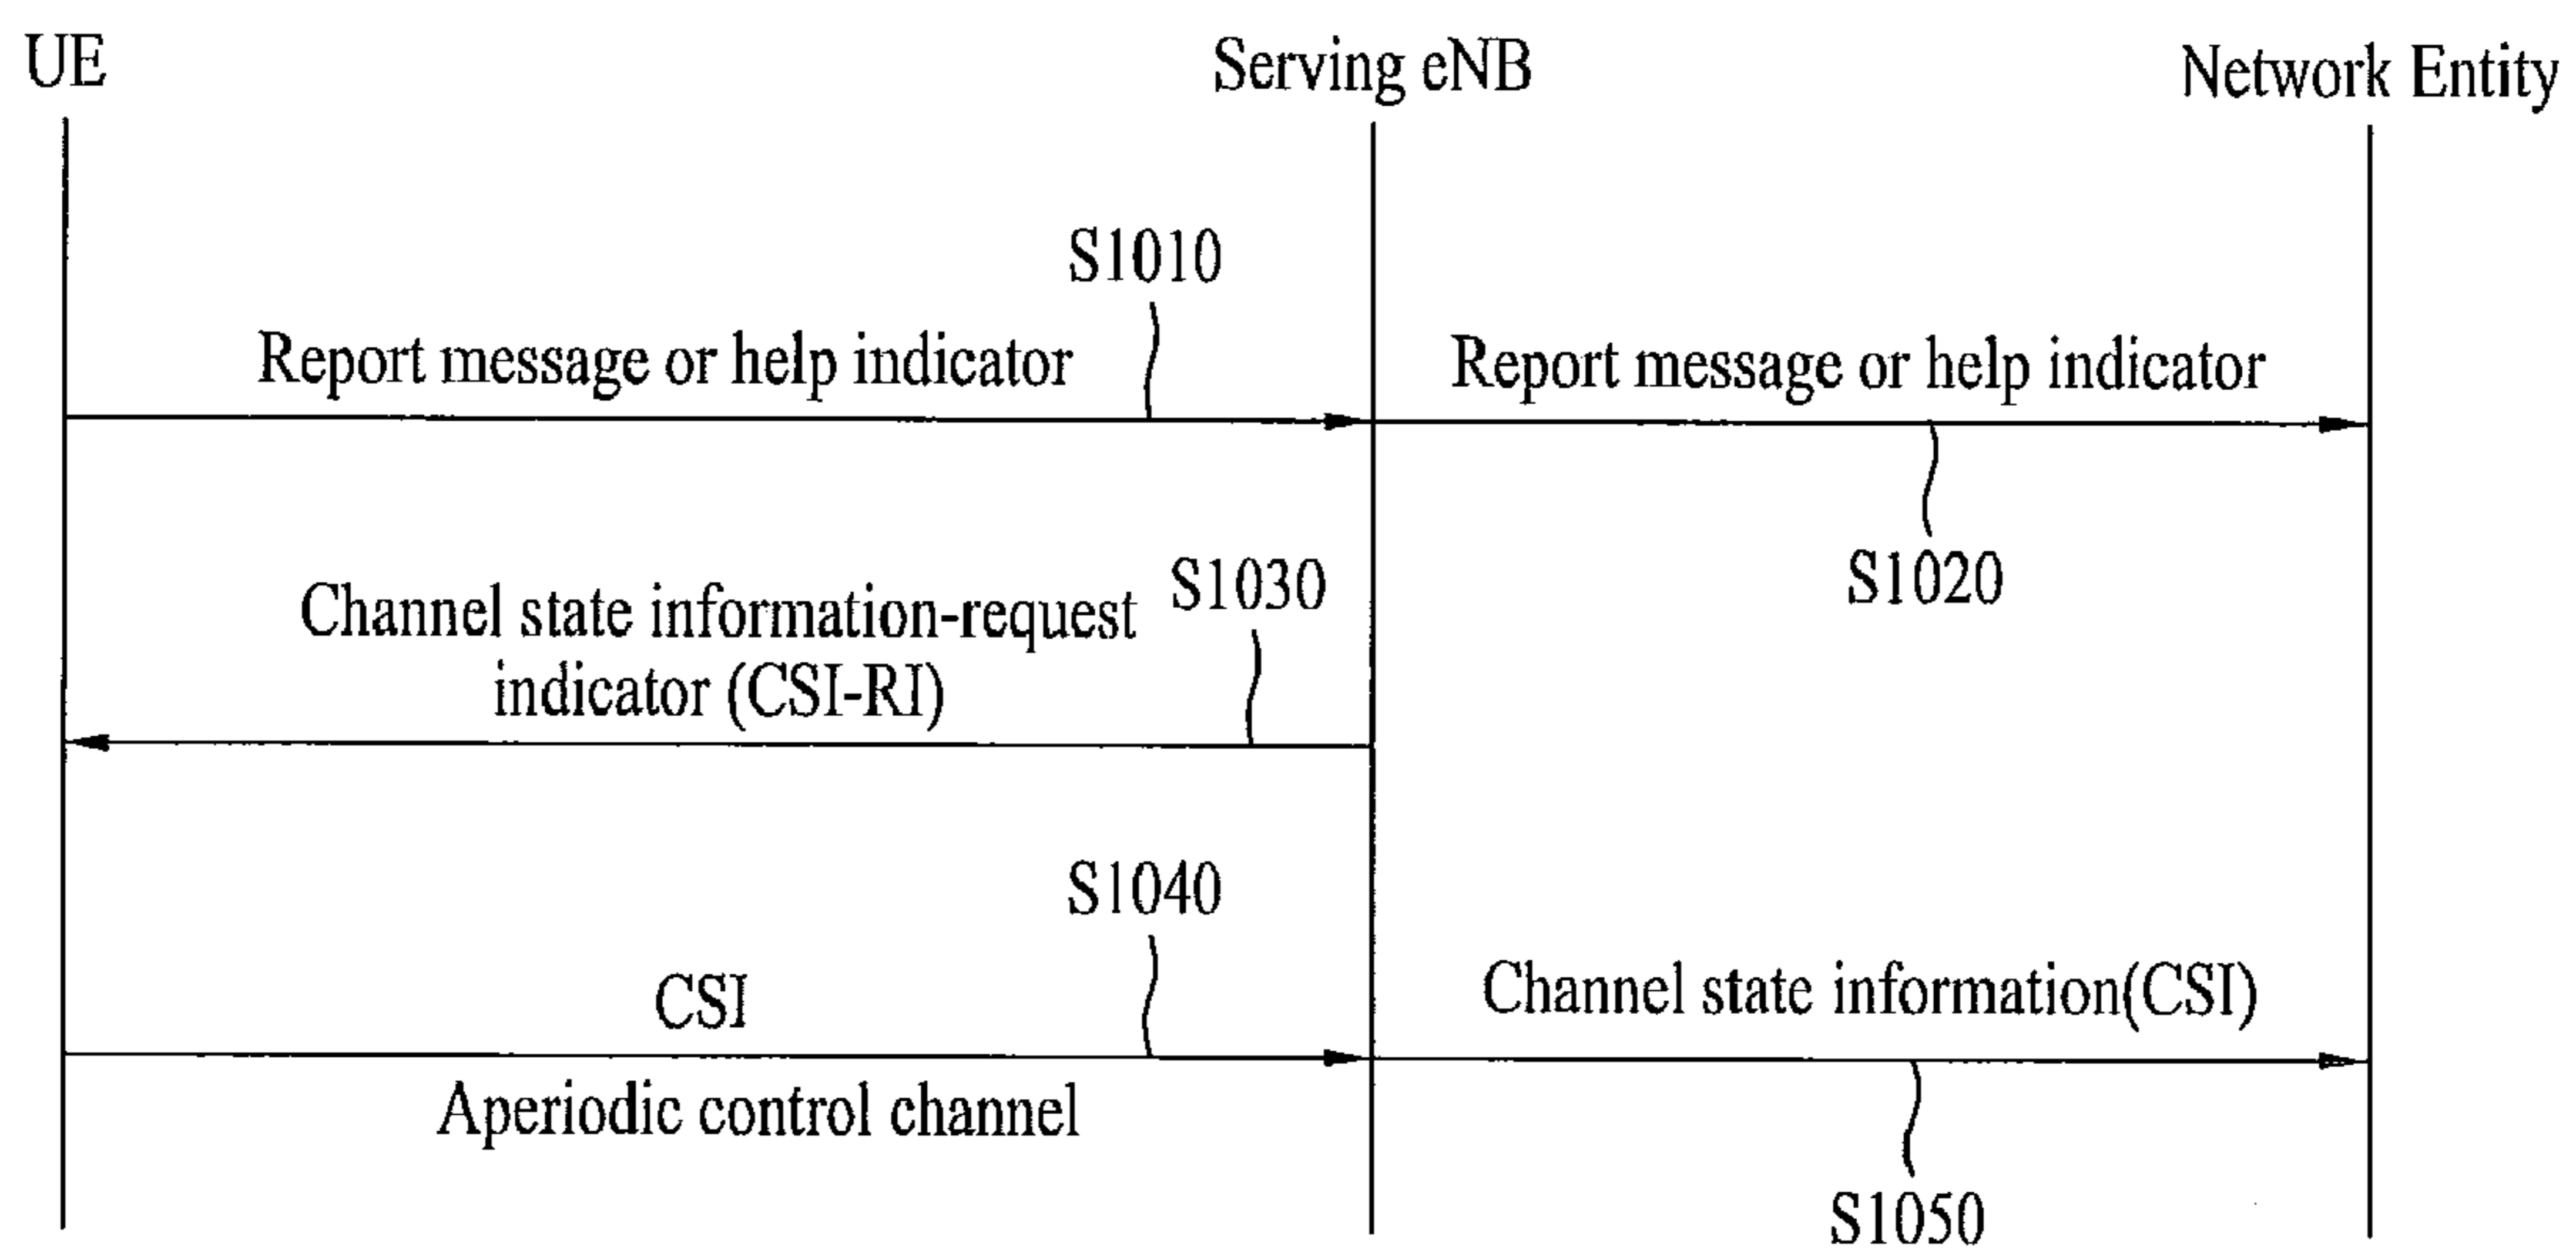 UE
Serving eNB
Network Entity
S1010
Report message or help indicator
Report message or help indicator
S1020
S1030
Channel state information-request
indicator (CSI-RI)
S1040
CSI
Channel state information(CSI)
Aperiodic control channel
S1050